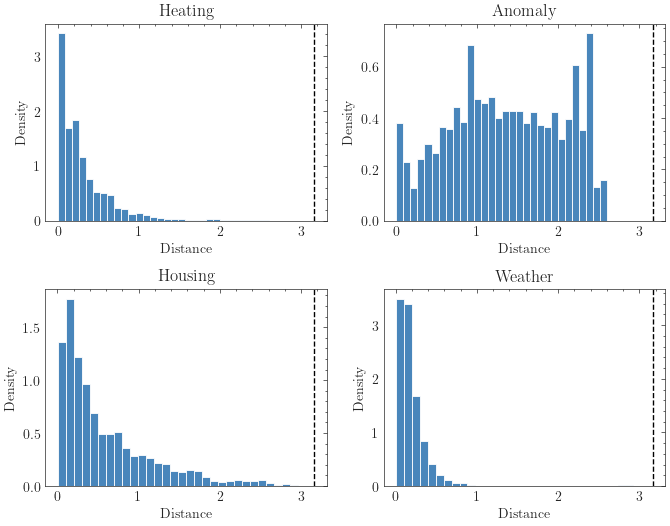 Heating
Density
3
2
1
0
0 1 2 3
Distance
Anomaly
Density
0.6
0.4
0.2
0.0
0 1 2 3
Distance
Housing
Density
1.5
1.0
0.5
0.0
0 1 2 3
Distance
Weather
Density
3
2
1
0
0 1 2 3
Distance